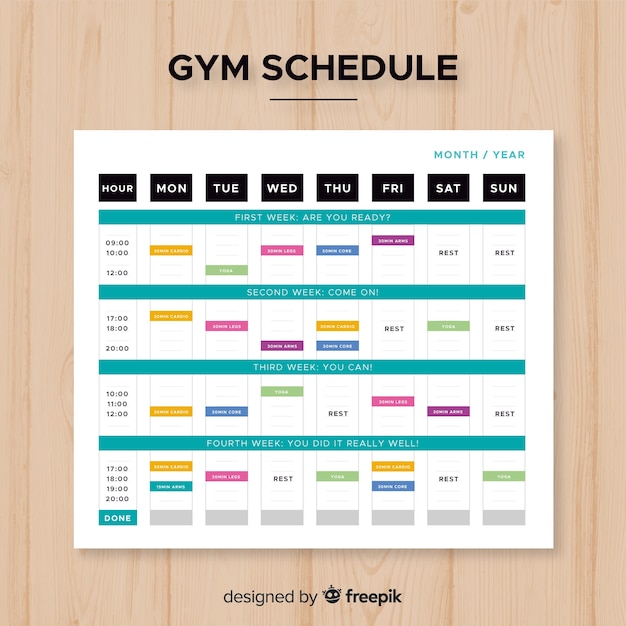 GYM SCHEDULE
MONTH / YEAR
HOUR MON TUE WED THU FRI SAT SUN
FIRST WEEK: ARE YOU READY?
09:00 30MIN ARMS
10:00 30MIN CARDIO 30MIN LEGS 30MIN CORE REST REST
12:00 YOGA
SECOND WEEK: COME ON!
17:00 30MIN CARDIO
18:00 30MIN LEGS 30MIN CARDIO REST YOGA REST
20:00 30MIN ARMS 30MIN CORE
THIRD WEEK: YOU CAN!
10:00 YOGA
11:00 30MIN LEGS
12:00 30MIN CARDIO 30MIN CORE REST 30MIN ARMS REST
FOURTH WEEK: YOU DID IT REALLY WELL!
17:00 30MIN CARDIO 30MIN CARDIO
18:00 30MIN LEGS REST YOGA 30MIN LEGS REST YOGA
19:00 15MIN ARMS 30MIN CORE
20:00
DONE
designed by freepik